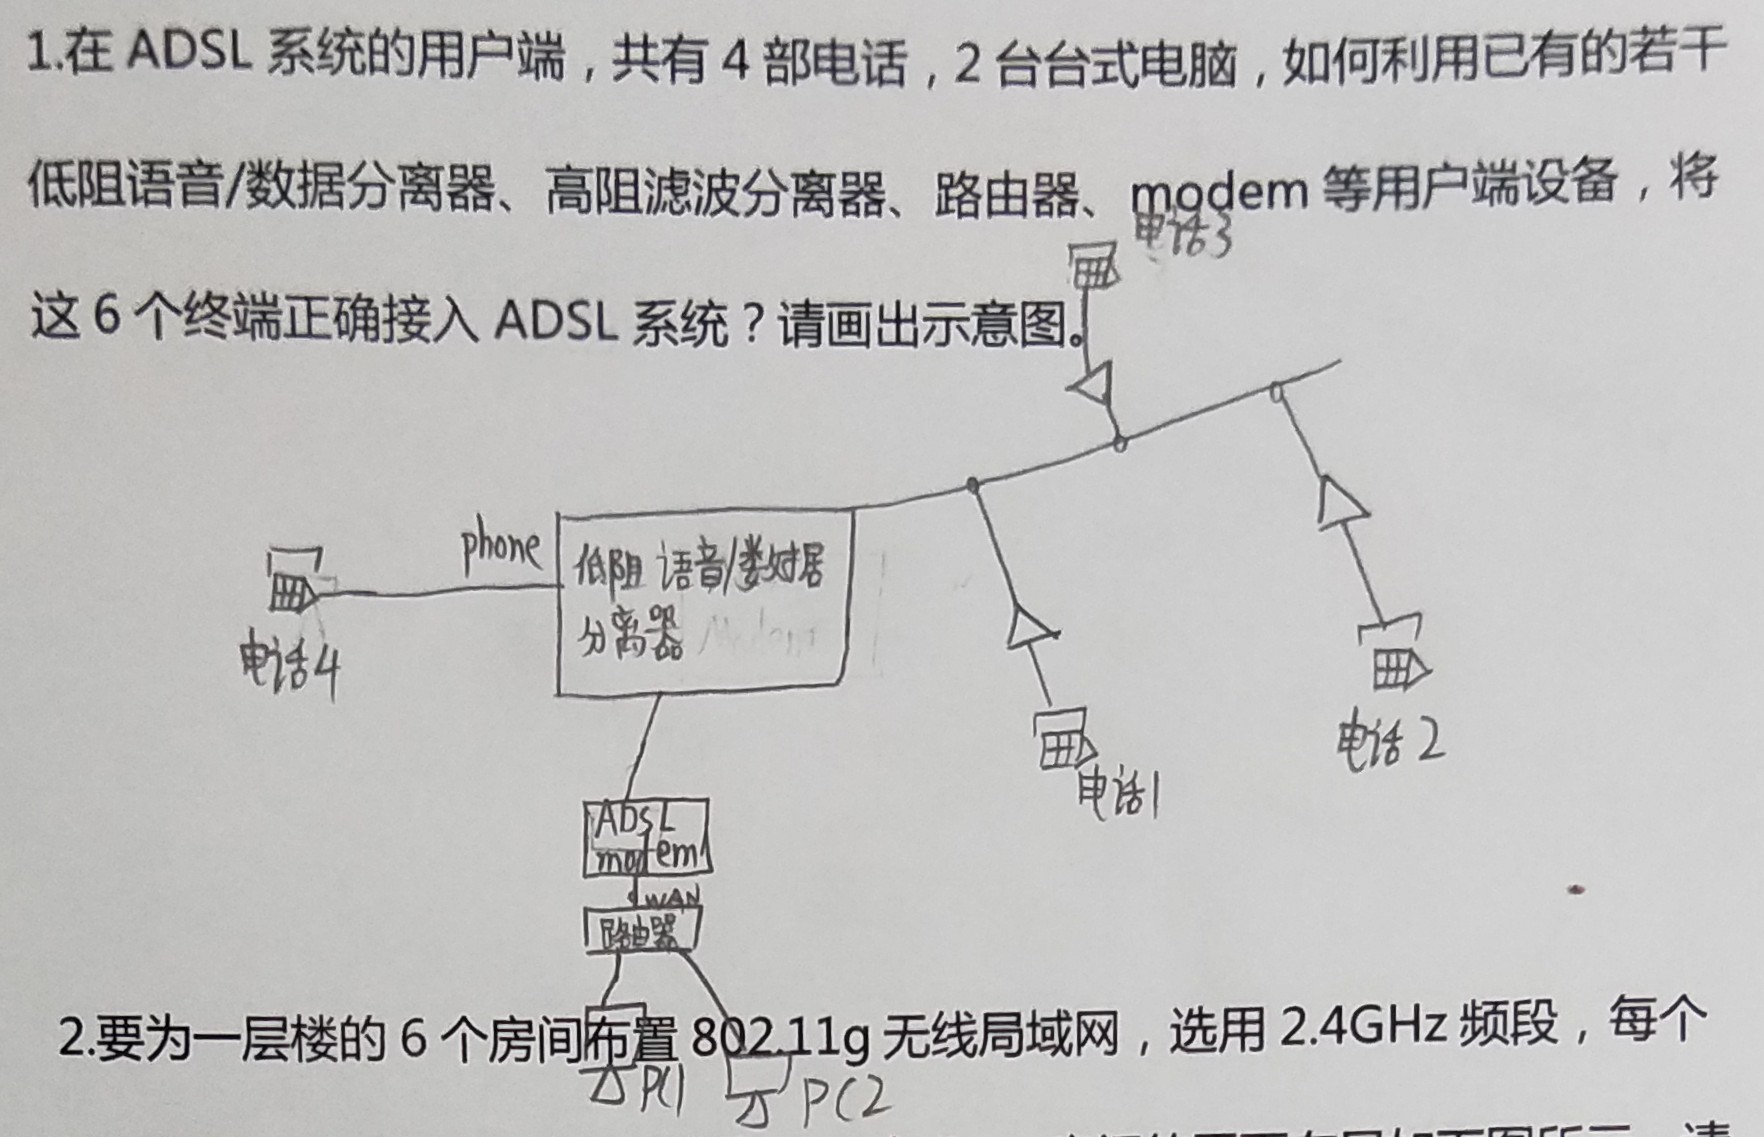 1.在 ADSL 系统的用户端，共有 4 部电话，2 台台式电脑，如何利用已有的若干
低阻语音/数据分离器、高阻滤波分离器、路由器、modem 等用户端设备，将
电话3
这 6 个终端正确接入 ADSL 系统？请画出示意图。
phone
低阻语音/数据
分离器
电话4
电话2
电话1
ADSL
modem
WAN
路由器
2.要为一层楼的 6 个房间布置 802.11g 无线局域网，选用 2.4GHz 频段，每个
PC1
PC2